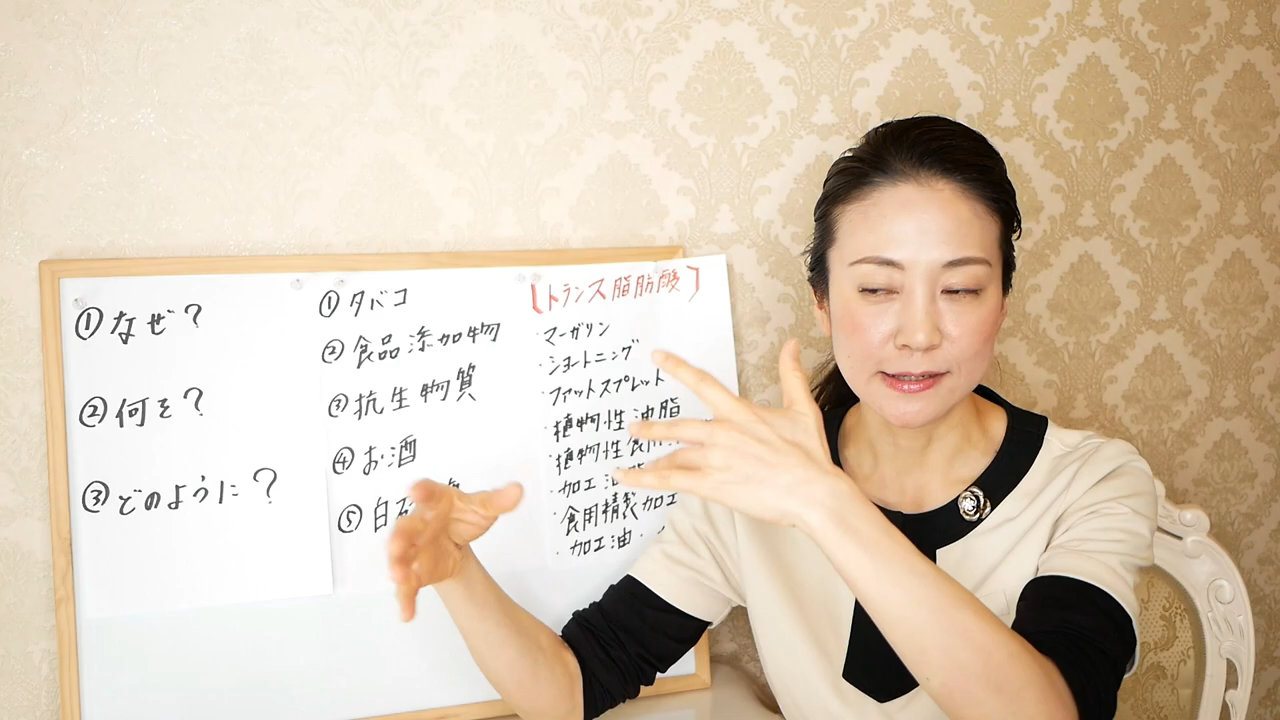 ①なぜ？
②何を？
③どのように？
①タバコ
②食品添加物
③抗生物質
④お酒
⑤白
【トランス脂肪酸】
・マーガリン
・ショートニング
・ファットスプレット
・植物性油脂
・植物性食用
・加工油
・食用精製加工
・加工油